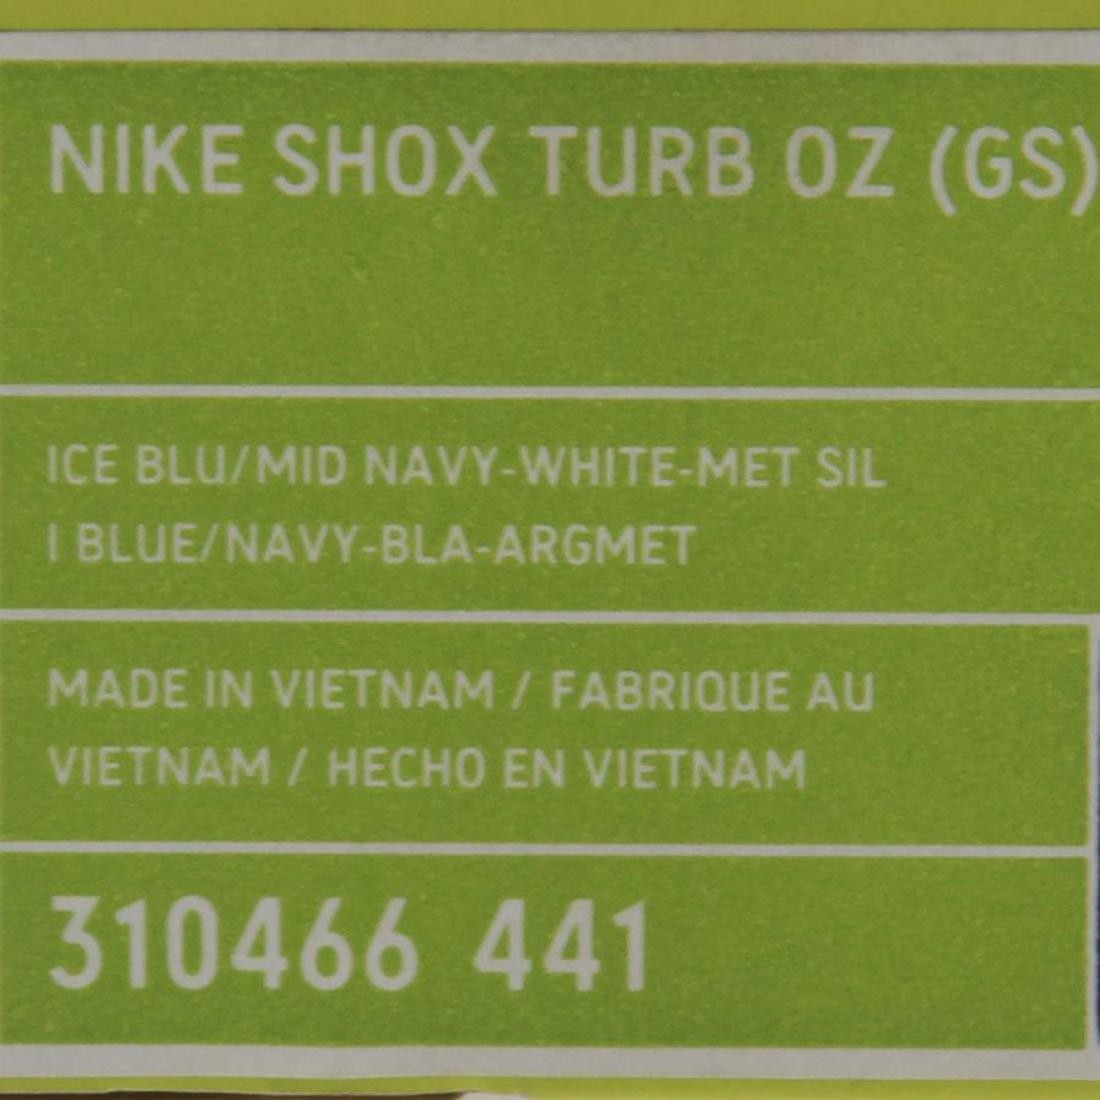 NIKE SHOX TURB OZ (GS)
ICE BLU/MID NAVY-WHITE-MET SIL
I BLUE/NAVY-BLA-ARGMET
MADE IN VIETNAM / FABRIQUE AU
VIETNAM / HECHO EN VIETNAM
310466 441